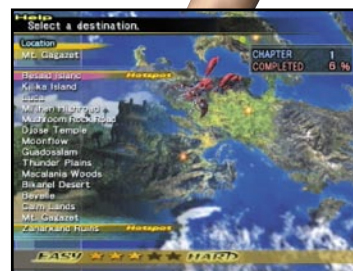 Help
Select a destination.
Location
Mt. Gagazet
CHAPTER 1
COMPLETED 6.%
Besaid Island Hotspot
Kilika Island
Luca
Mi'ihen Highroad
Mushroom Rock Road
Djose Temple
Moonflow
Guadosalam
Thunder Plains
Macalania Woods
Bikanel Desert
Bevelle
Calm Lands
Mt. Gagazet
Zanarkand Ruins Hotspot
EASY HARD